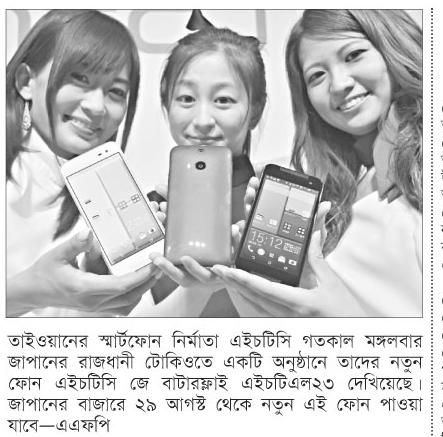 15:12
তাইওয়ানের স্মার্টফোন নির্মাতা এইচটিসি গতকাল মঙ্গলবার
জাপানের রাজধানী টোকিওতে একটি অনুষ্ঠানে তাদের নতুন
ফোন এইচটিসি জে বাটারফ্লাই এইচটিএল২৩ দেখিয়েছে।
জাপানের বাজারে ২৯ আগস্ট থেকে নতুন এই ফোন পাওয়া
যাবে—এএফপি